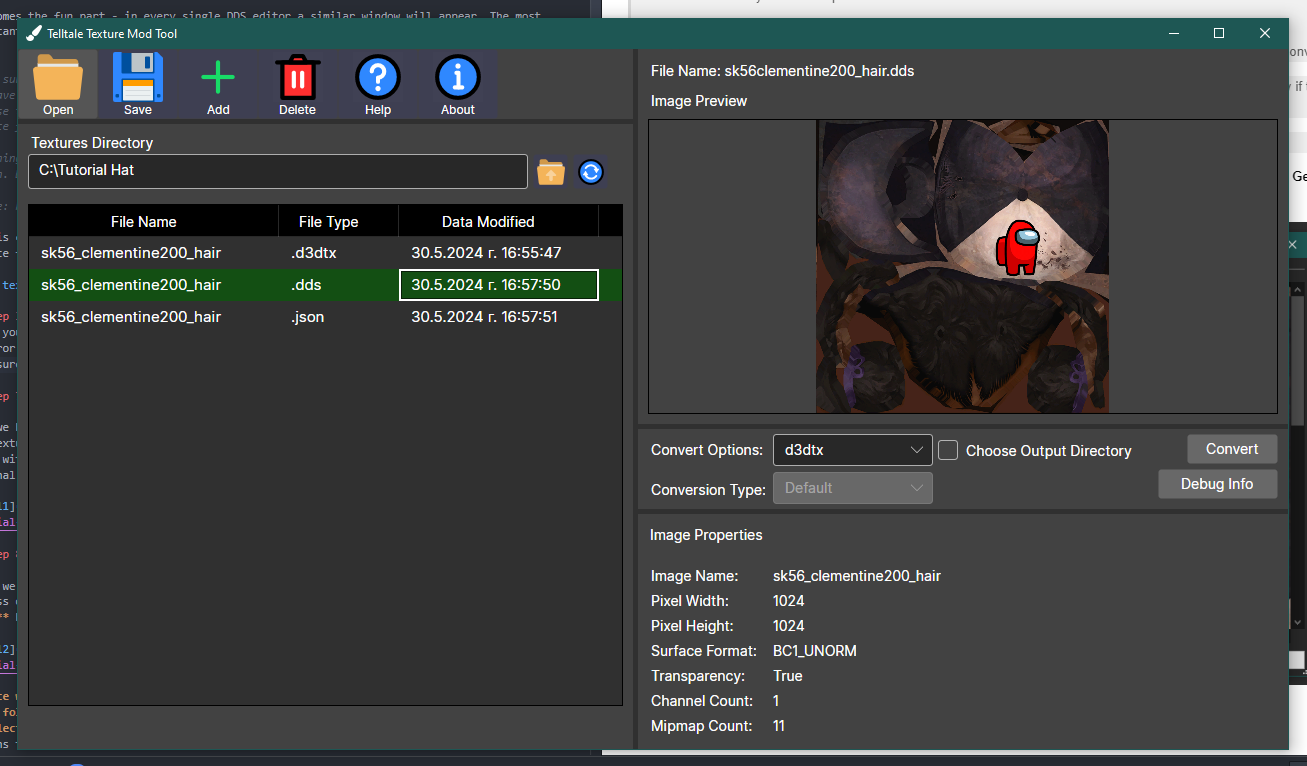 omes the fun part - in every single DDS editor a similar window will appear. The most
Telltale Texture Mod Tool
Open
Save
Add
Delete
Help
About
Textures Directory
C:\Tutorial Hat
File Name
File Type
Data Modified
sk56_clementine200_hair
.d3dtx
30.5.2024 г. 16:55:47
sk56_clementine200_hair
.dds
30.5.2024 г. 16:57:50
sk56_clementine200_hair
.json
30.5.2024 г. 16:57:51
File Name: sk56clementine200_hair.dds
Image Preview
Convert Options:
d3dtx
Choose Output Directory
Convert
Conversion Type:
Default
Debug Info
Image Properties
Image Name: sk56_clementine200_hair
Pixel Width: 1024
Pixel Height: 1024
Surface Format: BC1_UNORM
Transparency: True
Channel Count: 1
Mipmap Count: 11